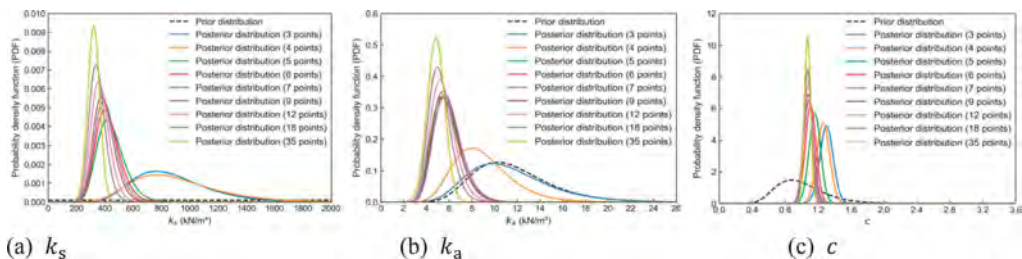 Probability density function (PDF)
0.010
0.009
0.008
0.007
0.006
0.005
0.004
0.003
0.002
0.001
0.000
0 200 400 600 800 1000 1200 1400 1600 1800 2000
kₛ (kN/m³)
Prior distribution
Posterior distribution (3 points)
Posterior distribution (4 points)
Posterior distribution (5 points)
Posterior distribution (6 points)
Posterior distribution (7 points)
Posterior distribution (9 points)
Posterior distribution (12 points)
Posterior distribution (18 points)
Posterior distribution (35 points)
(a) kₛ
Probability density function (PDF)
0.6
0.5
0.4
0.3
0.2
0.1
0.0
0 2 4 6 8 10 12 14 16 18 20 22 24 26
kₐ (kN/m³)
Prior distribution
Posterior distribution (3 points)
Posterior distribution (4 points)
Posterior distribution (5 points)
Posterior distribution (6 points)
Posterior distribution (7 points)
Posterior distribution (9 points)
Posterior distribution (12 points)
Posterior distribution (18 points)
Posterior distribution (35 points)
(b) kₐ
Probability density function (PDF)
12
10
8
6
4
2
0
0.0 0.4 0.8 1.2 1.6 2.0 2.4 2.8 3.2 3.6
c
Prior distribution
Posterior distribution (3 points)
Posterior distribution (4 points)
Posterior distribution (5 points)
Posterior distribution (6 points)
Posterior distribution (7 points)
Posterior distribution (9 points)
Posterior distribution (12 points)
Posterior distribution (18 points)
Posterior distribution (35 points)
(c) c